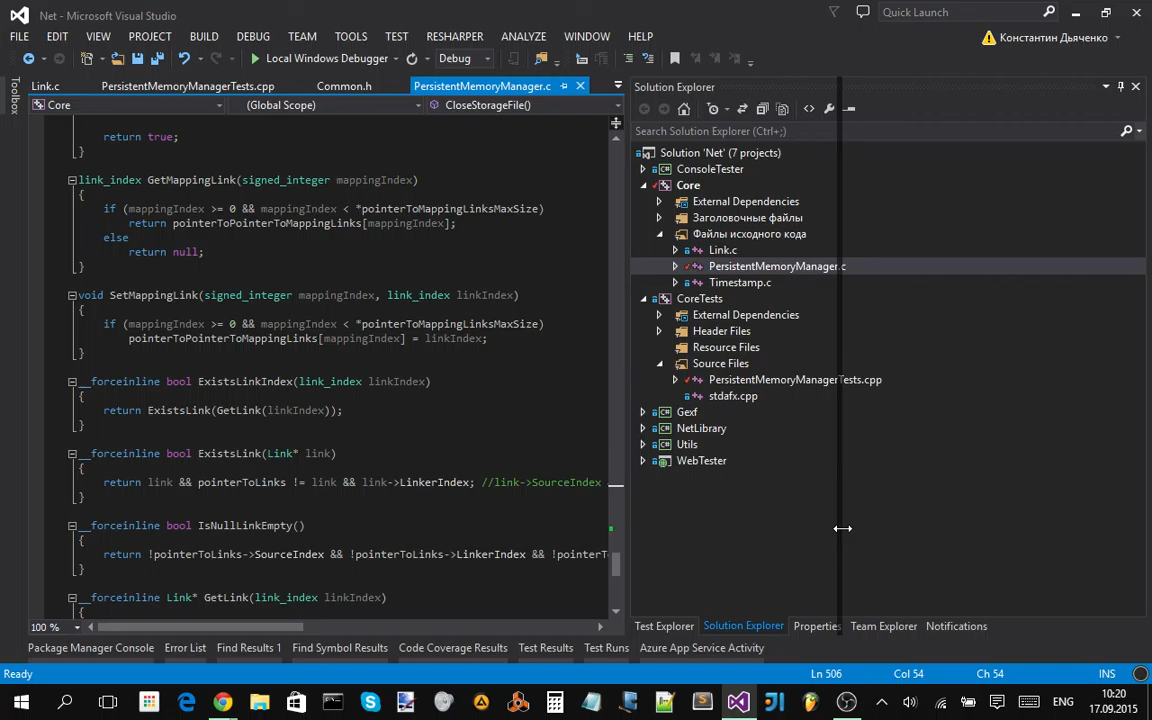 Net - Microsoft Visual Studio
Quick Launch
FILE EDIT VIEW PROJECT BUILD DEBUG TEAM TOOLS TEST RESHARPER ANALYZE WINDOW HELP
Константин Дьяченко
Local Windows Debugger Debug
Toolbox
Link.c PersistentMemoryManagerTests.cpp Common.h PersistentMemoryManager.c
Core (Global Scope) CloseStorageFile()
return true;
}
link_index GetMappingLink(signed_integer mappingIndex)
{
if (mappingIndex >= 0 && mappingIndex < *pointerToMappingLinksMaxSize)
return pointerToPointerToMappingLinks[mappingIndex];
else
return null;
}
void SetMappingLink(signed_integer mappingIndex, link_index linkIndex)
{
if (mappingIndex >= 0 && mappingIndex < *pointerToMappingLinksMaxSize)
pointerToPointerToMappingLinks[mappingIndex] = linkIndex;
}
__forceinline bool ExistsLinkIndex(link_index linkIndex)
{
return ExistsLink(GetLink(linkIndex));
}
__forceinline bool ExistsLink(Link* link)
{
return link && pointerToLinks != link && link->LinkerIndex; //link->SourceIndex
}
__forceinline bool IsNullLinkEmpty()
{
return !pointerToLinks->SourceIndex && !pointerToLinks->LinkerIndex && !pointerT
}
__forceinline Link* GetLink(link_index linkIndex)
{
100 %
Solution Explorer
Search Solution Explorer (Ctrl+;)
Solution 'Net' (7 projects)
ConsoleTester
Core
External Dependencies
Заголовочные файлы
Файлы исходного кода
Link.c
PersistentMemoryManager.c
Timestamp.c
CoreTests
External Dependencies
Header Files
Resource Files
Source Files
PersistentMemoryManagerTests.cpp
stdafx.cpp
Gexf
NetLibrary
Utils
WebTester
Test Explorer Solution Explorer Properties Team Explorer Notifications
Package Manager Console Error List Find Results 1 Find Symbol Results Code Coverage Results Test Results Test Runs Azure App Service Activity
Ready Ln 506 Col 54 Ch 54 INS
ENG 10:20
17.09.2015